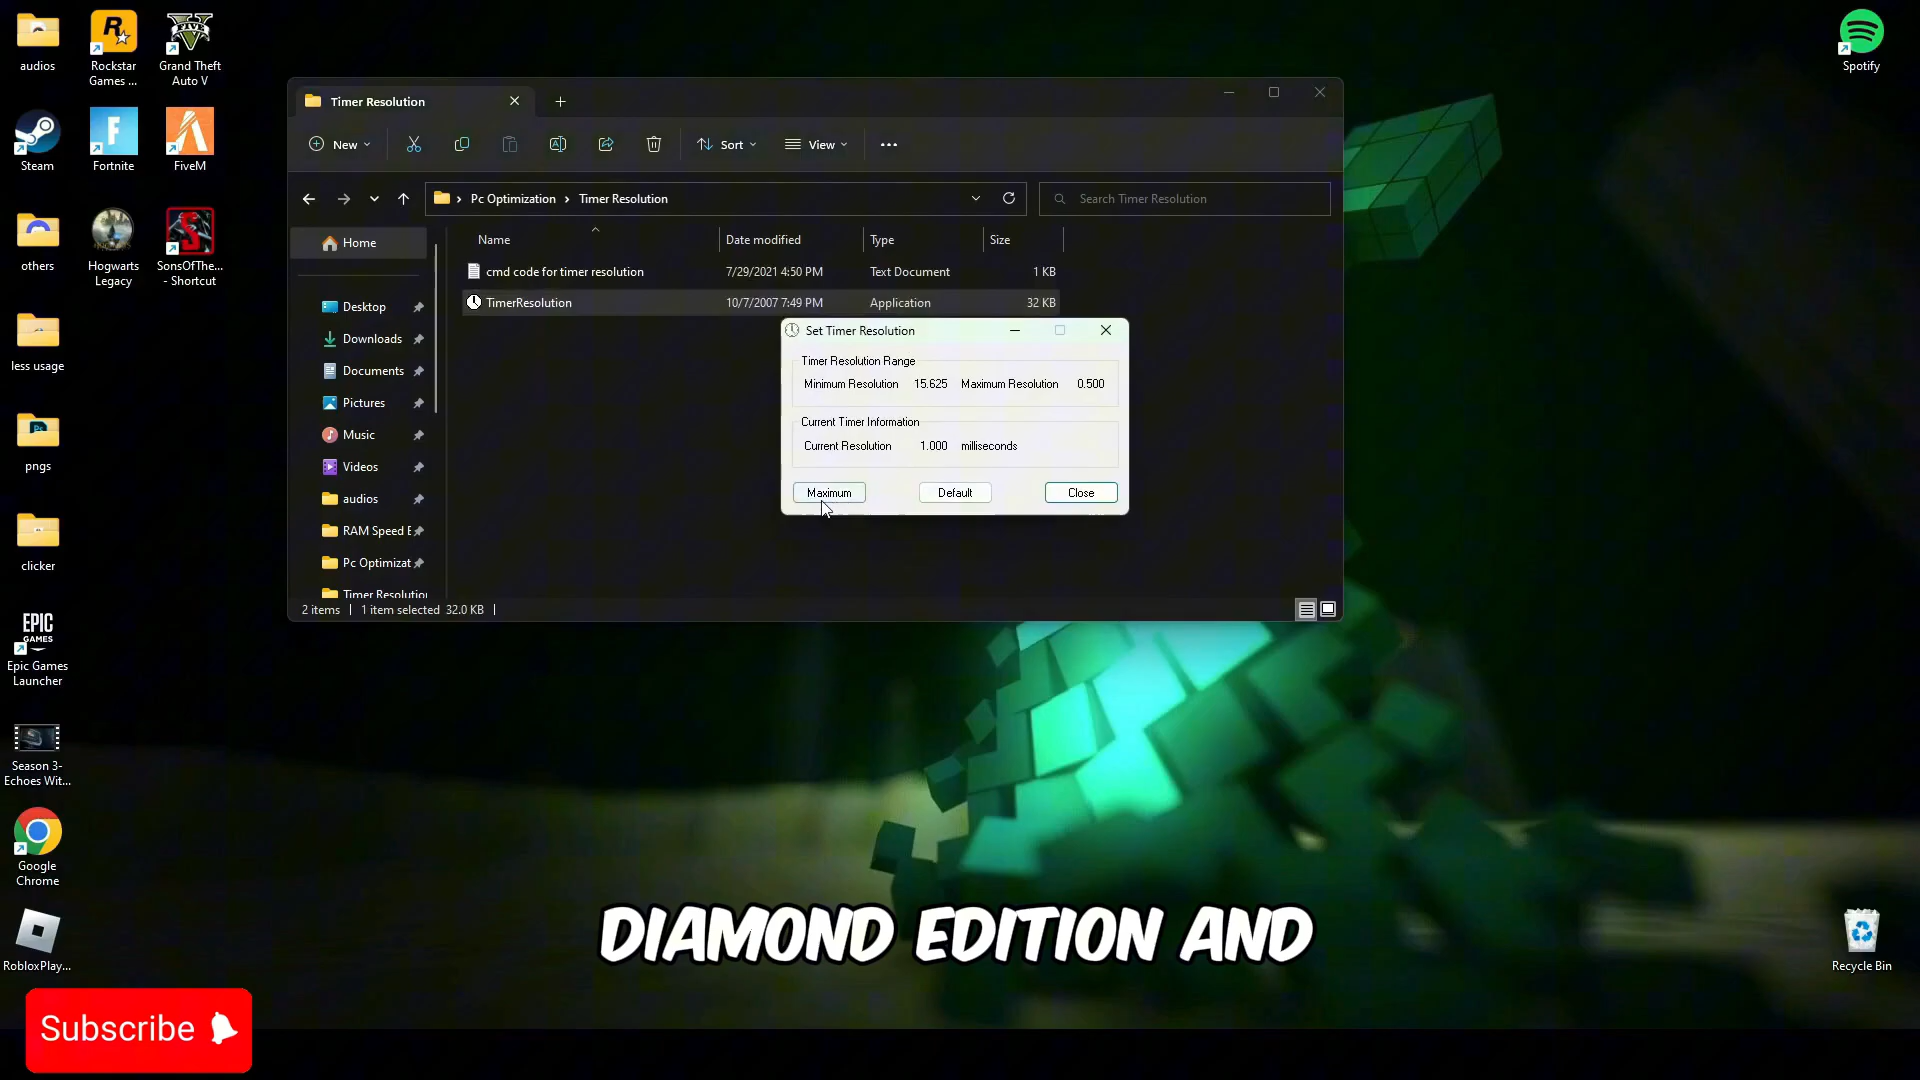 audios
Rockstar
Games ...
Grand Theft
Auto V
Steam
Fortnite
FiveM
others
Hogwarts
Legacy
SonsOfThe...
- Shortcut
less usage
pngs
clicker
EPIC
GAMES
Epic Games
Launcher
Season 3-
Echoes Wit...
Google
Chrome
RobloxPlay...
Spotify
Recycle Bin
Timer Resolution
New
Sort
View
Pc Optimization > Timer Resolution
Search Timer Resolution
Name Date modified Type Size
cmd code for timer resolution 7/29/2021 4:50 PM Text Document 1 KB
TimerResolution 10/7/2007 7:49 PM Application 32 KB
Home
Desktop
Downloads
Documents
Pictures
Music
Videos
audios
RAM Speed
Pc Optimizat
Timer Resolution
2 items 1 item selected 32.0 KB
Set Timer Resolution
Timer Resolution Range
Minimum Resolution 15.625 Maximum Resolution 0.500
Current Timer Information
Current Resolution 1.000 milliseconds
Maximum Default Close
DIAMOND EDITION AND
Subscribe